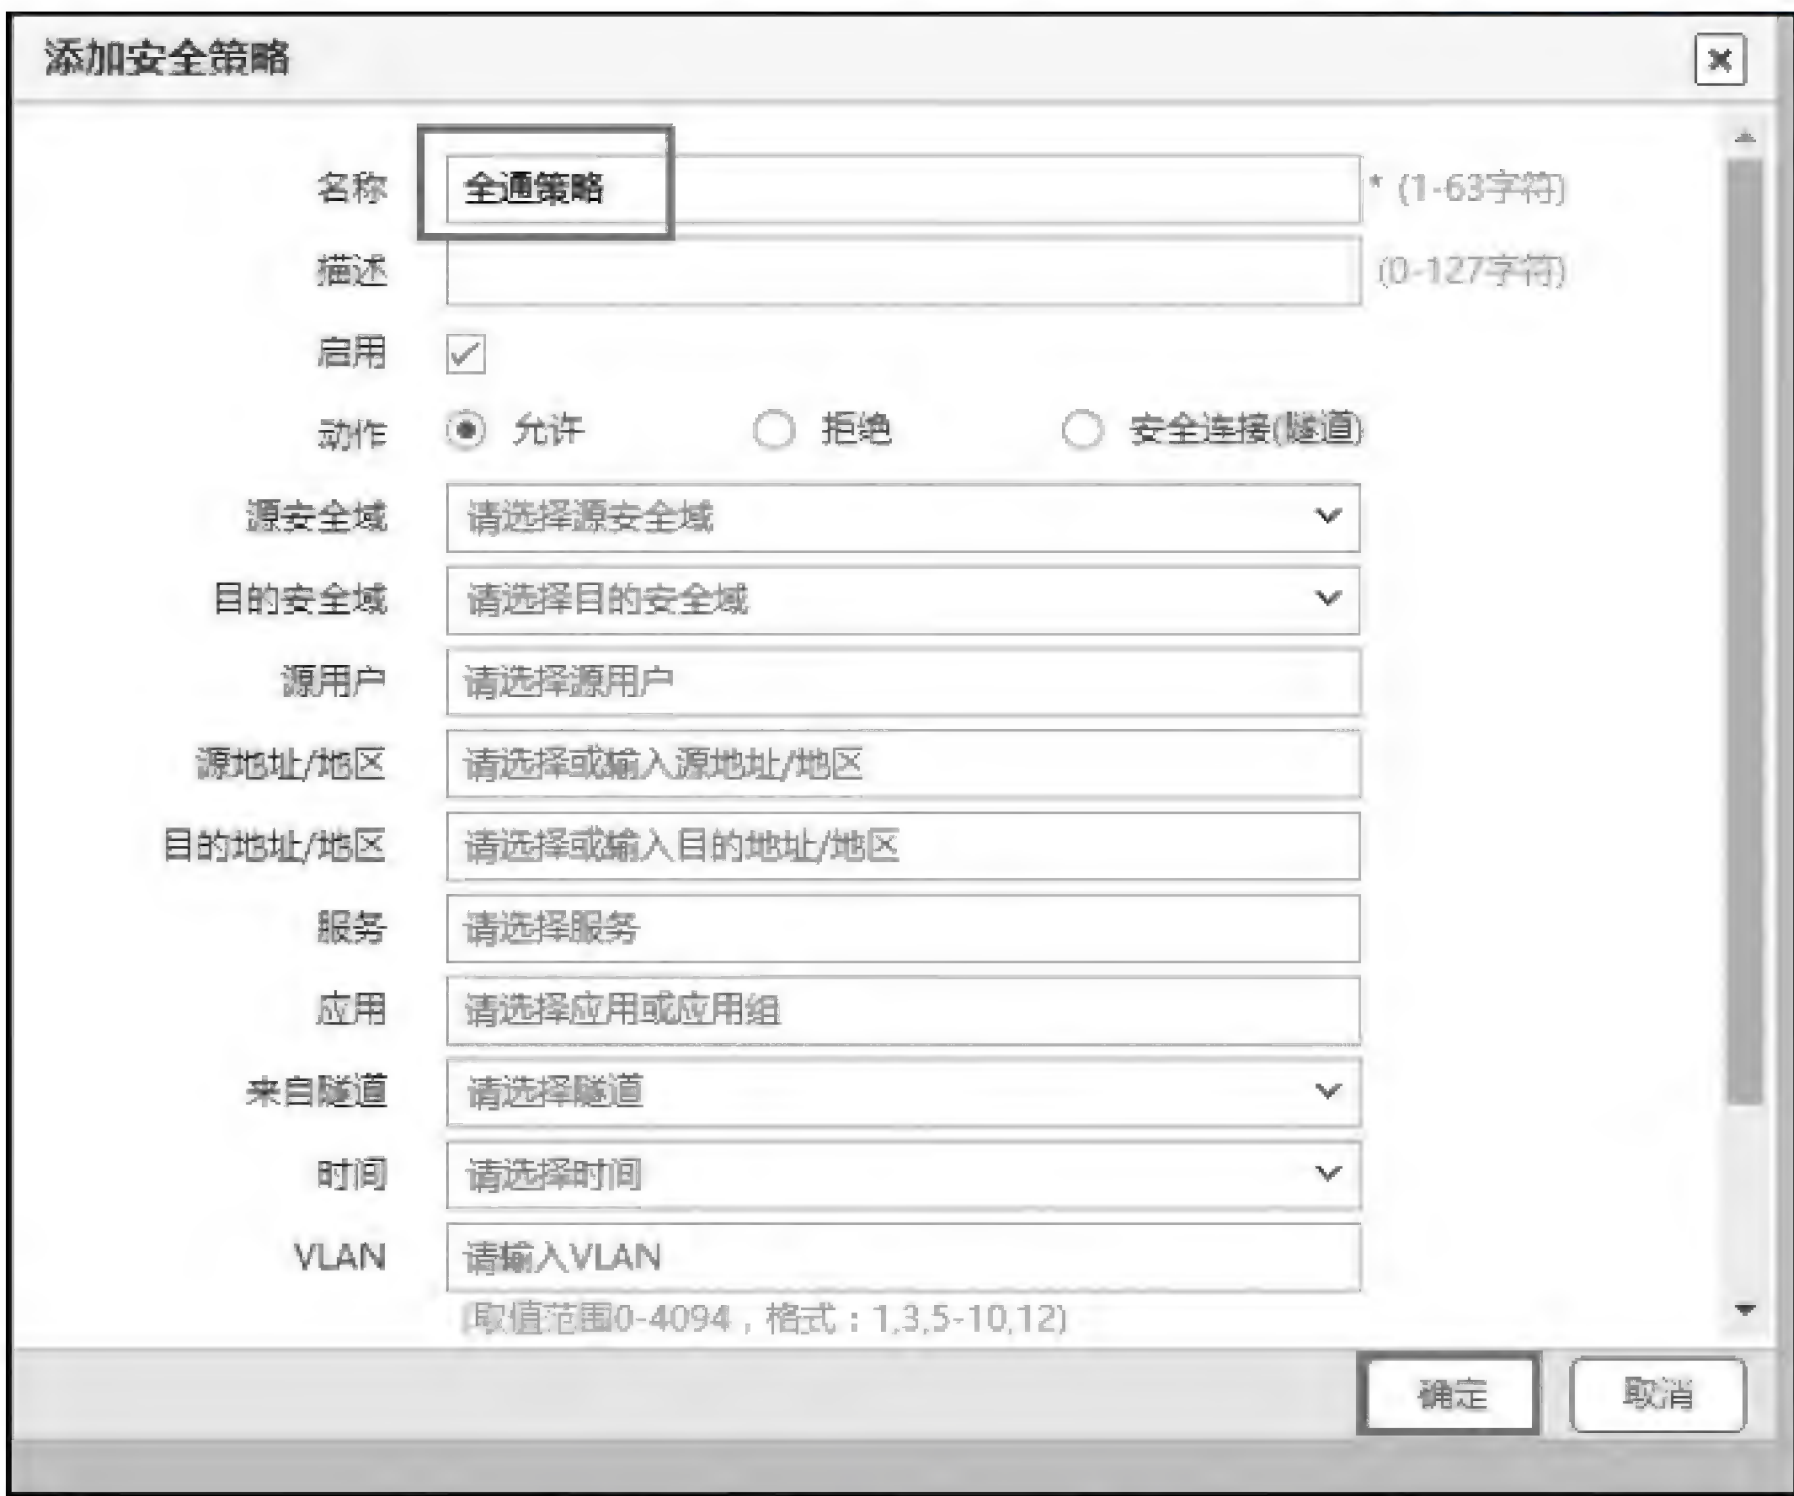 添加安全策略
名称 全通策略 * (1-63字符)
描述 (0-127字符)
启用
动作 允许 拒绝 安全连接(隧道)
源安全域 请选择源安全域
目的安全域 请选择目的安全域
源用户 请选择源用户
源地址/地区 请选择或输入源地址/地区
目的地址/地区 请选择或输入目的地址/地区
服务 请选择服务
应用 请选择应用或应用组
来自隧道 请选择隧道
时间 请选择时间
VLAN 请输入VLAN
(取值范围0-4094，格式：1,3,5-10,12)
确定 取消